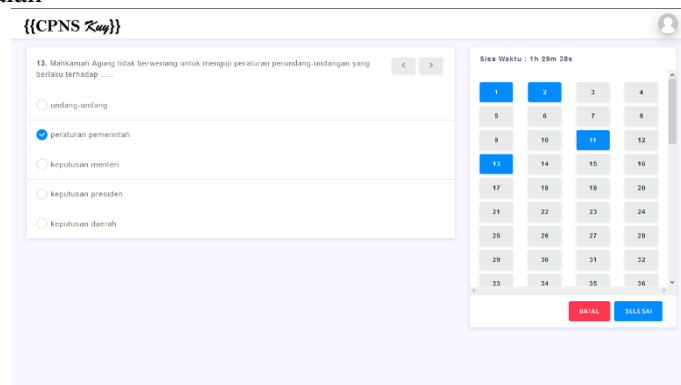 {{CPNS Kuy}}
13. Mahkamah Agung tidak berwenang untuk menguji peraturan perundang-undangan yang
berlaku terhadap .....
< >
undang-undang
peraturan pemerintah
keputusan menteri
keputusan presiden
keputusan daerah
Sisa Waktu : 1h 29m 38s
1 2 3 4
5 6 7 8
9 10 11 12
13 14 15 16
17 18 19 20
21 22 23 24
25 26 27 28
29 30 31 32
33 34 35 36
BATAL SELESAI